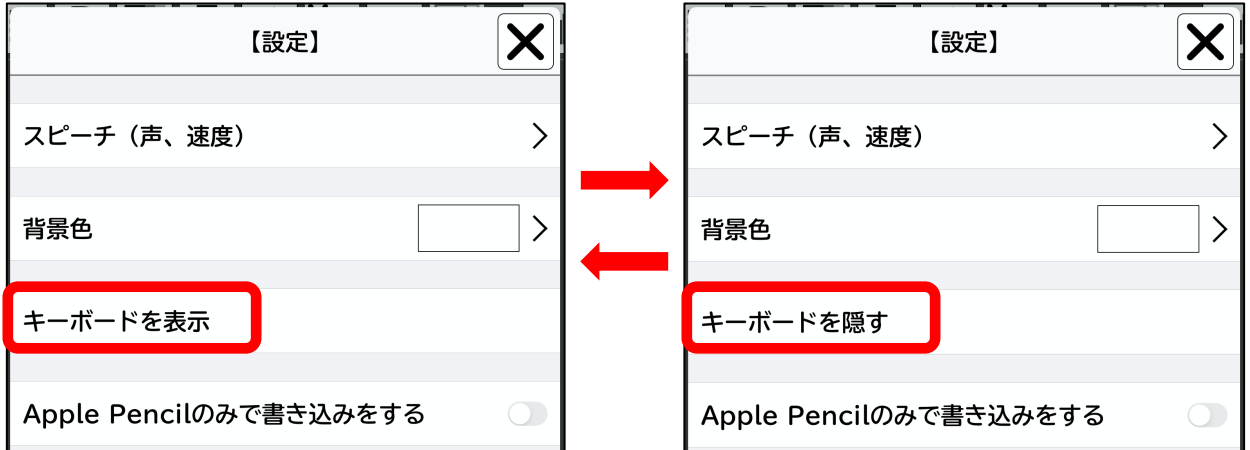 【設定】
スピーチ（声、速度）
背景色
キーボードを表示
Apple Pencilのみで書き込みをする
【設定】
スピーチ（声、速度）
背景色
キーボードを隠す
Apple Pencilのみで書き込みをする